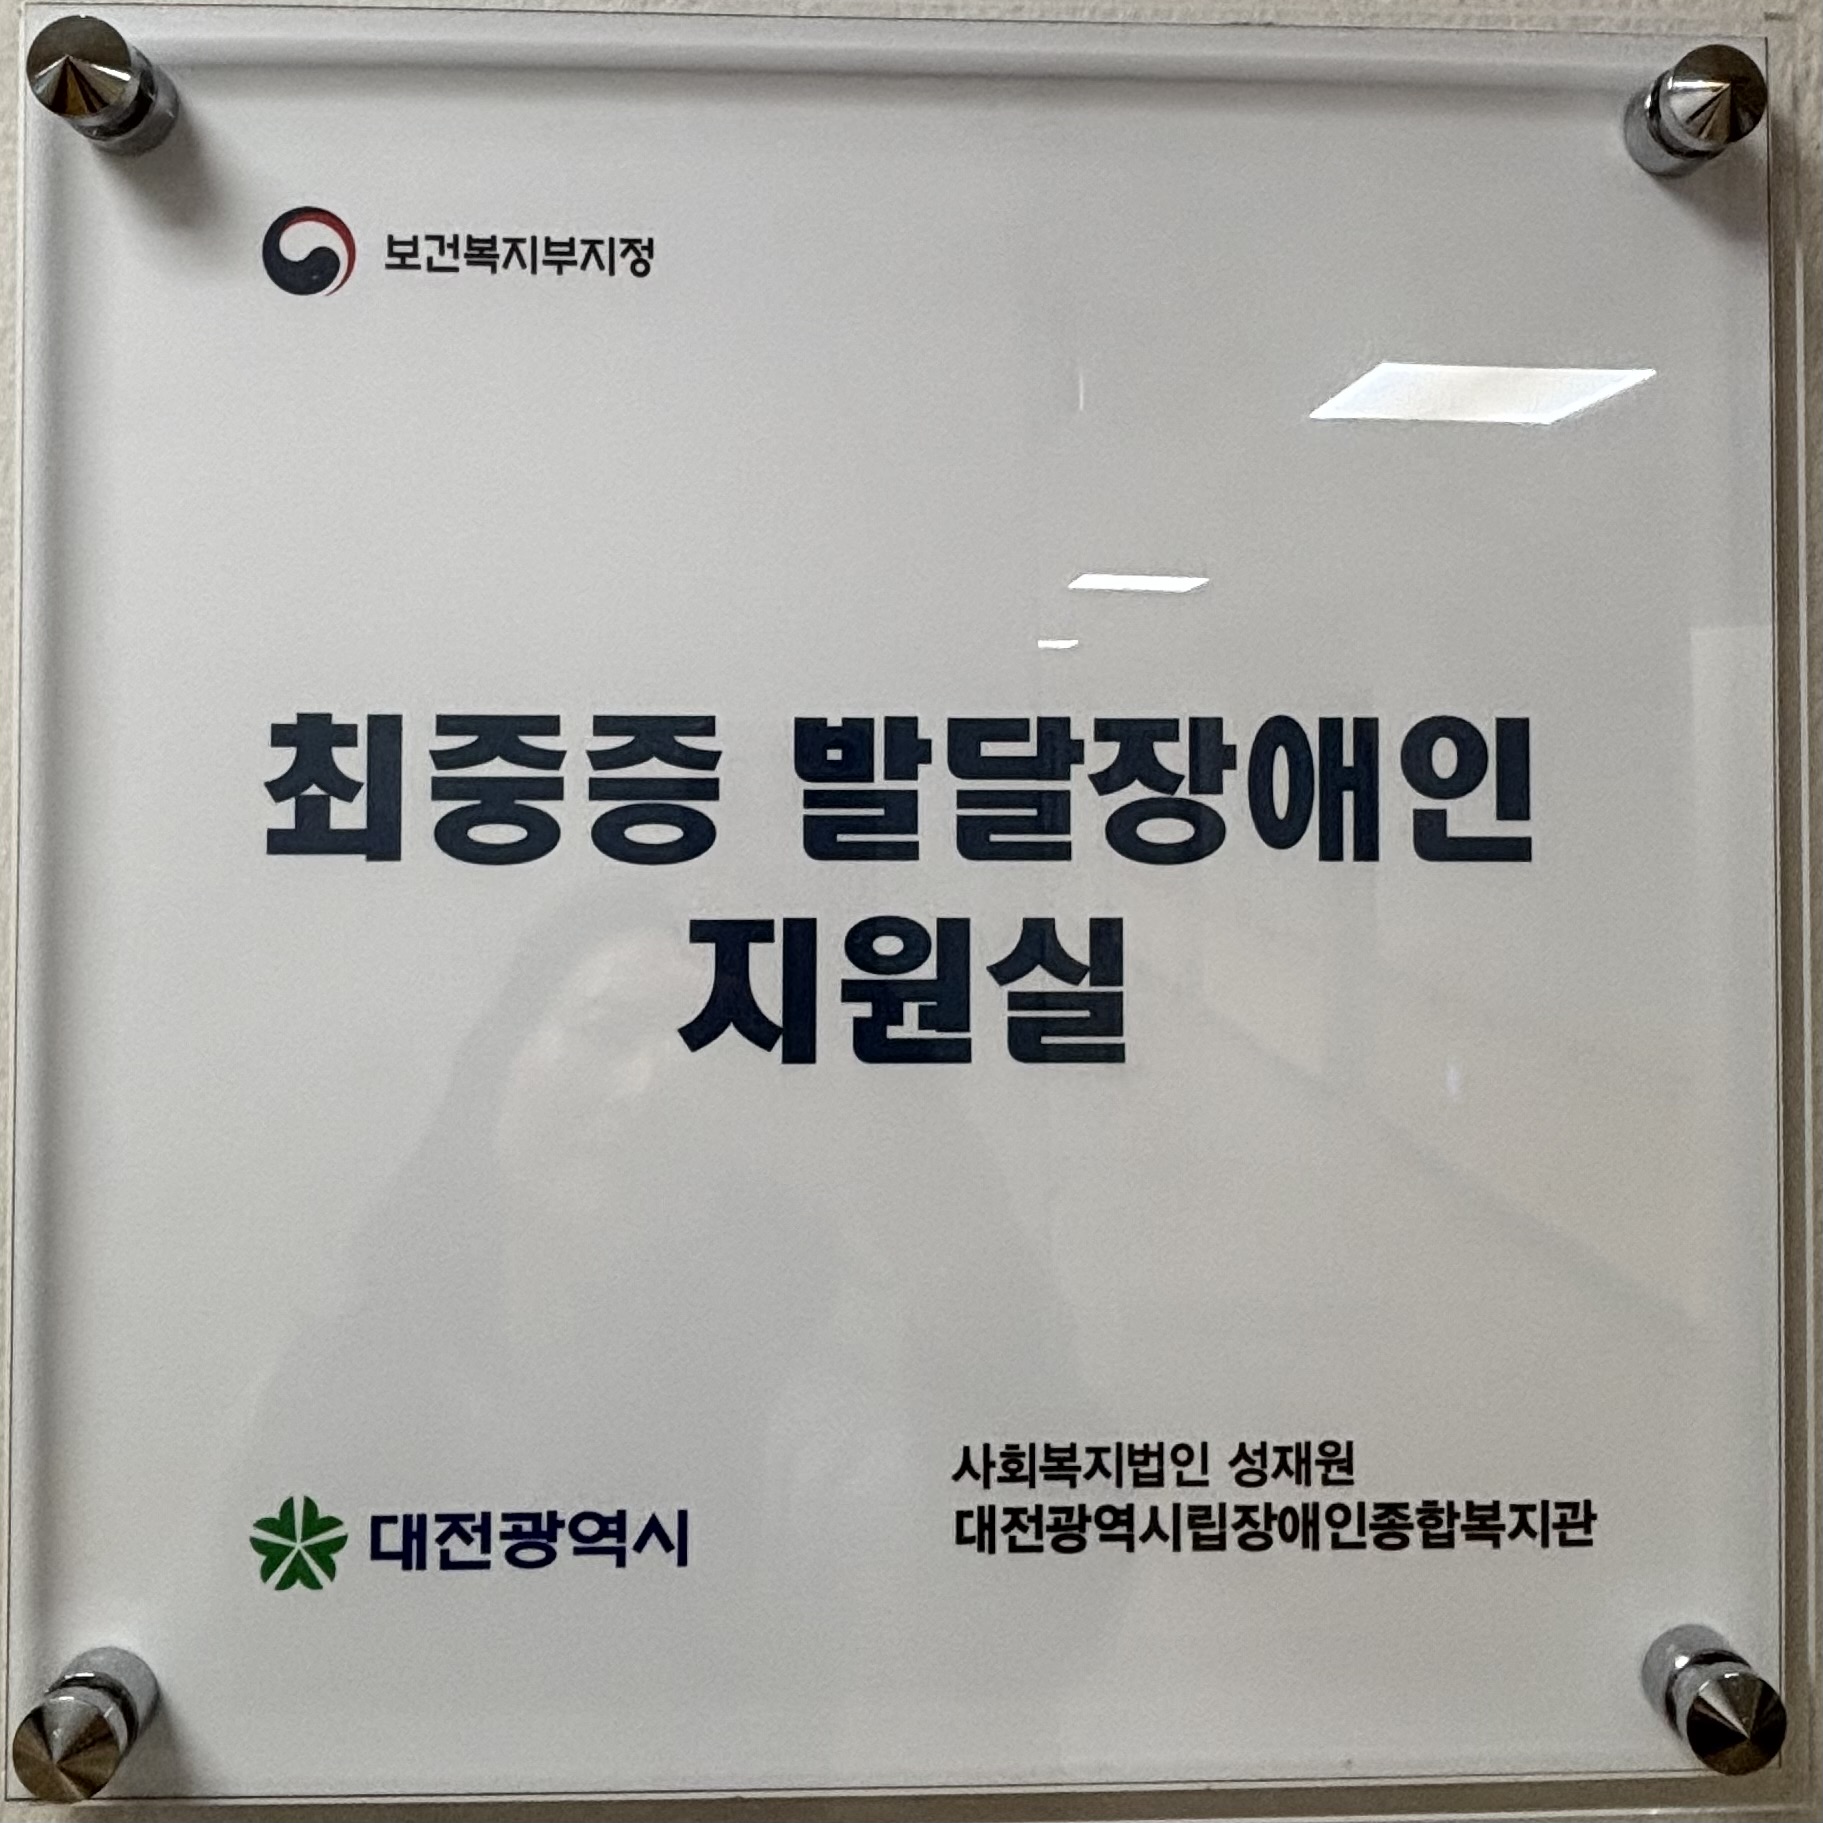 보건복지부지정
최중증 발달장애인
지원실
대전광역시
사회복지법인 성재원
대전광역시립장애인종합복지관